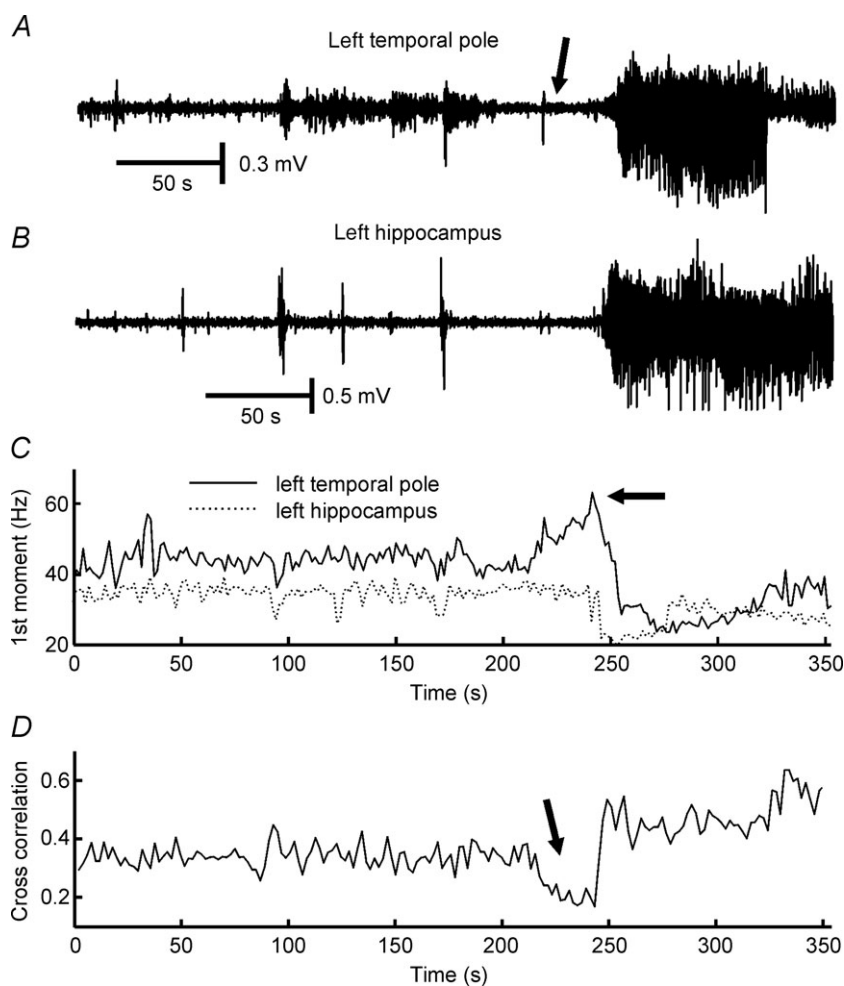 A
Left temporal pole
0.3 mV
50 s
B
Left hippocampus
0.5 mV
50 s
C
1st moment (Hz)
60
40
20
left temporal pole
left hippocampus
0 50 100 150 200 250 300 350
Time (s)
D
Cross correlation
0.6
0.4
0.2
0 50 100 150 200 250 300 350
Time (s)